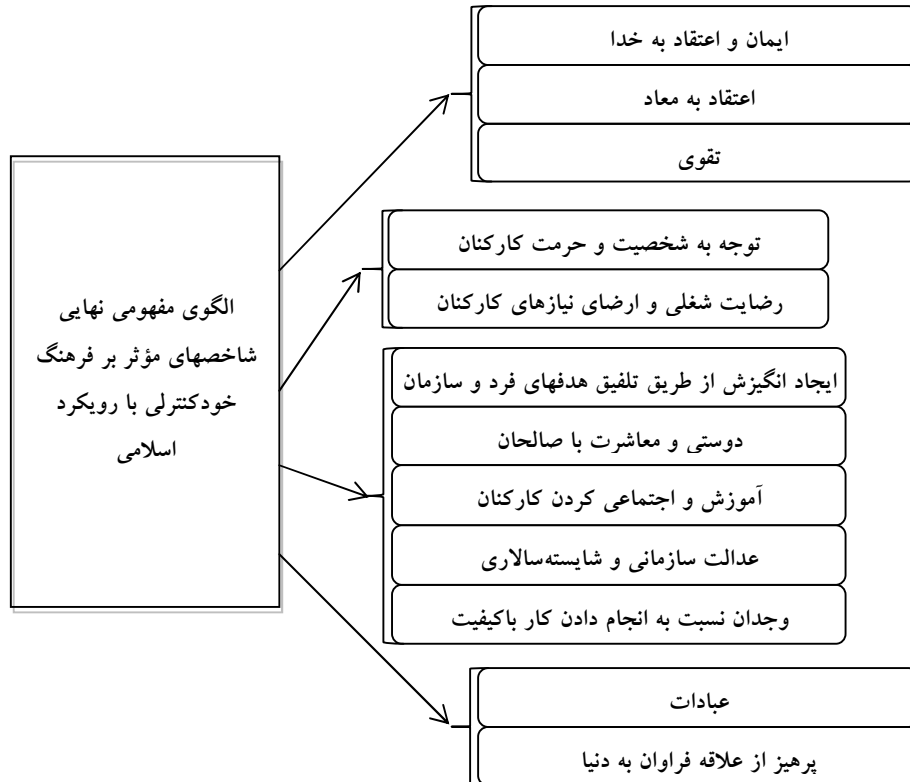 ایمان و اعتقاد به خدا
اعتقاد به معاد
تقوی
توجه به شخصیت و حرمت کارکنان
رضایت شغلی و ارضای نیازهای کارکنان
الگوی مفهومی نهایی
شاخصهای مؤثر بر فرهنگ
خودکنترلی با رویکرد
اسلامی
ایجاد انگیزش از طریق تلفیق هدفهای فرد و سازمان
دوستی و معاشرت با صالحان
آموزش و اجتماعی کردن کارکنان
عدالت سازمانی و شایسته‌سالاری
وجدان نسبت به انجام دادن کار باکیفیت
عبادات
پرهیز از علاقه فراوان به دنیا